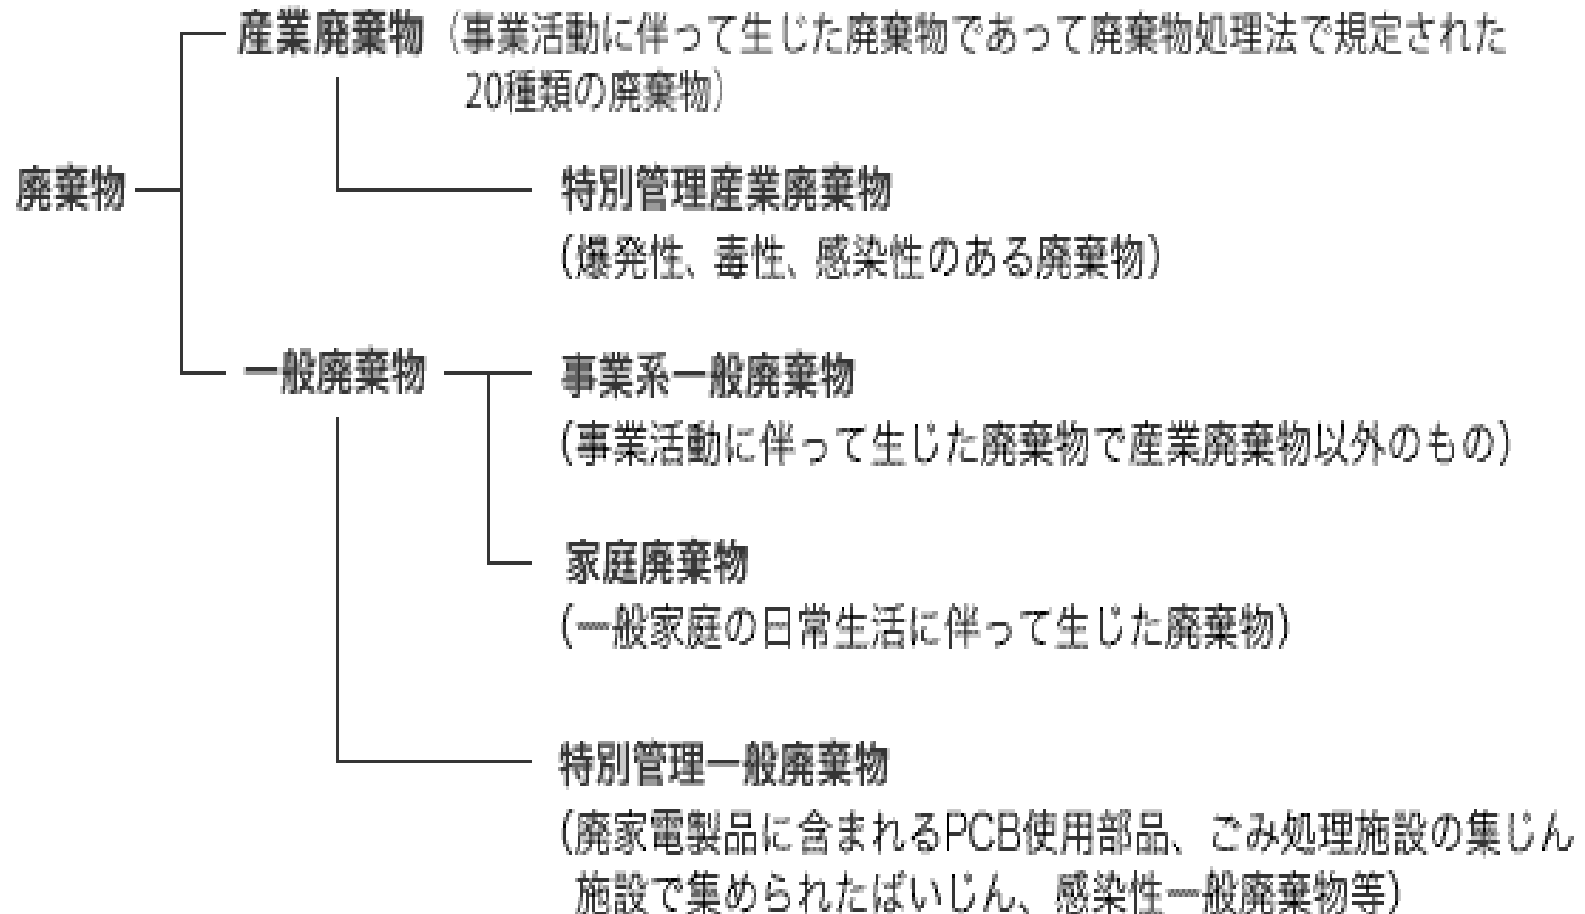 産業廃棄物（事業活動に伴って生じた廃棄物であって廃棄物処理法で規定された
20種類の廃棄物）
廃棄物
特別管理産業廃棄物
（爆発性、毒性、感染性のある廃棄物）
一般廃棄物
事業系一般廃棄物
（事業活動に伴って生じた廃棄物で産業廃棄物以外のもの）
家庭廃棄物
（一般家庭の日常生活に伴って生じた廃棄物）
特別管理一般廃棄物
（廃家電製品に含まれるPCB使用部品、ごみ処理施設の集じん
施設で集められたばいじん、感染性一般廃棄物等）